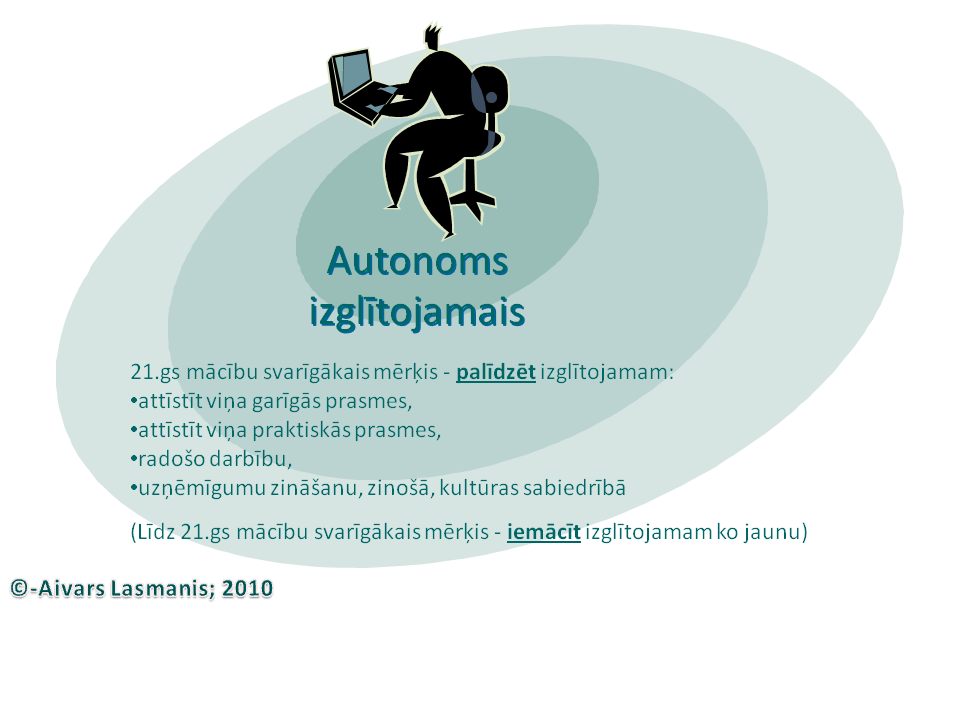 Autonoms
izglītojamais
21.gs mācību svarīgākais mērķis - palīdzēt izglītojamam:
•attīstīt viņa garīgās prasmes,
•attīstīt viņa praktiskās prasmes,
•radošo darbību,
•uzņēmīgumu zināšanu, zinošā, kultūras sabiedrībā
(Līdz 21.gs mācību svarīgākais mērķis - iemācīt izglītojamam ko jaunu)
©-Aivars Lasmanis; 2010